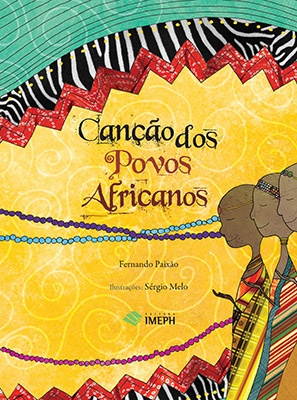 Canção dos
Povos
Africanos
Fernando Paixão
Ilustrações: Sérgio Melo
EDITORA
IMEPH